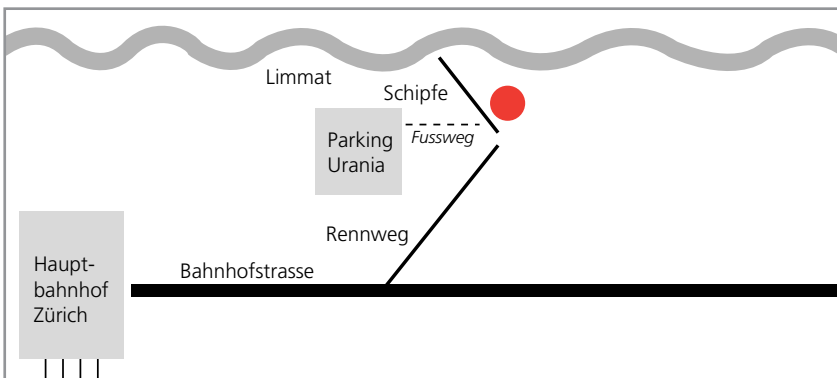 Limmat
Schipfe
Parking
Urania
Fussweg
Rennweg
Haupt-
bahnhof
Zürich
Bahnhofstrasse